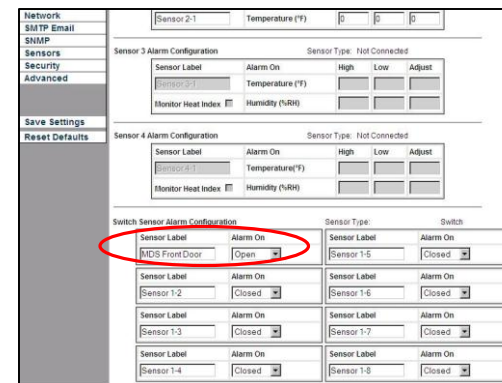 Network
SMTP Email
SNMP
Sensors
Security
Advanced
Save Settings
Reset Defaults
Sensor 2-1 Temperature (°F) 0 0 0
Sensor 3 Alarm Configuration Sensor Type: Not Connected
Sensor Label Alarm On High Low Adjust
Sensor 3-1 Temperature (°F)
Monitor Heat Index Humidity (%RH)
Sensor 4 Alarm Configuration Sensor Type: Not Connected
Sensor Label Alarm On High Low Adjust
Sensor 4-1 Temperature(°F)
Monitor Heat Index Humidity (%RH)
Switch Sensor Alarm Configuration Sensor Type: Switch
Sensor Label Alarm On Sensor Label Alarm On
MDS Front Door Open Sensor 1-5 Closed
Sensor Label Alarm On Sensor Label Alarm On
Sensor 1-2 Closed Sensor 1-6 Closed
Sensor Label Alarm On Sensor Label Alarm On
Sensor 1-3 Closed Sensor 1-7 Closed
Sensor Label Alarm On Sensor Label Alarm On
Sensor 1-4 Closed Sensor 1-8 Closed